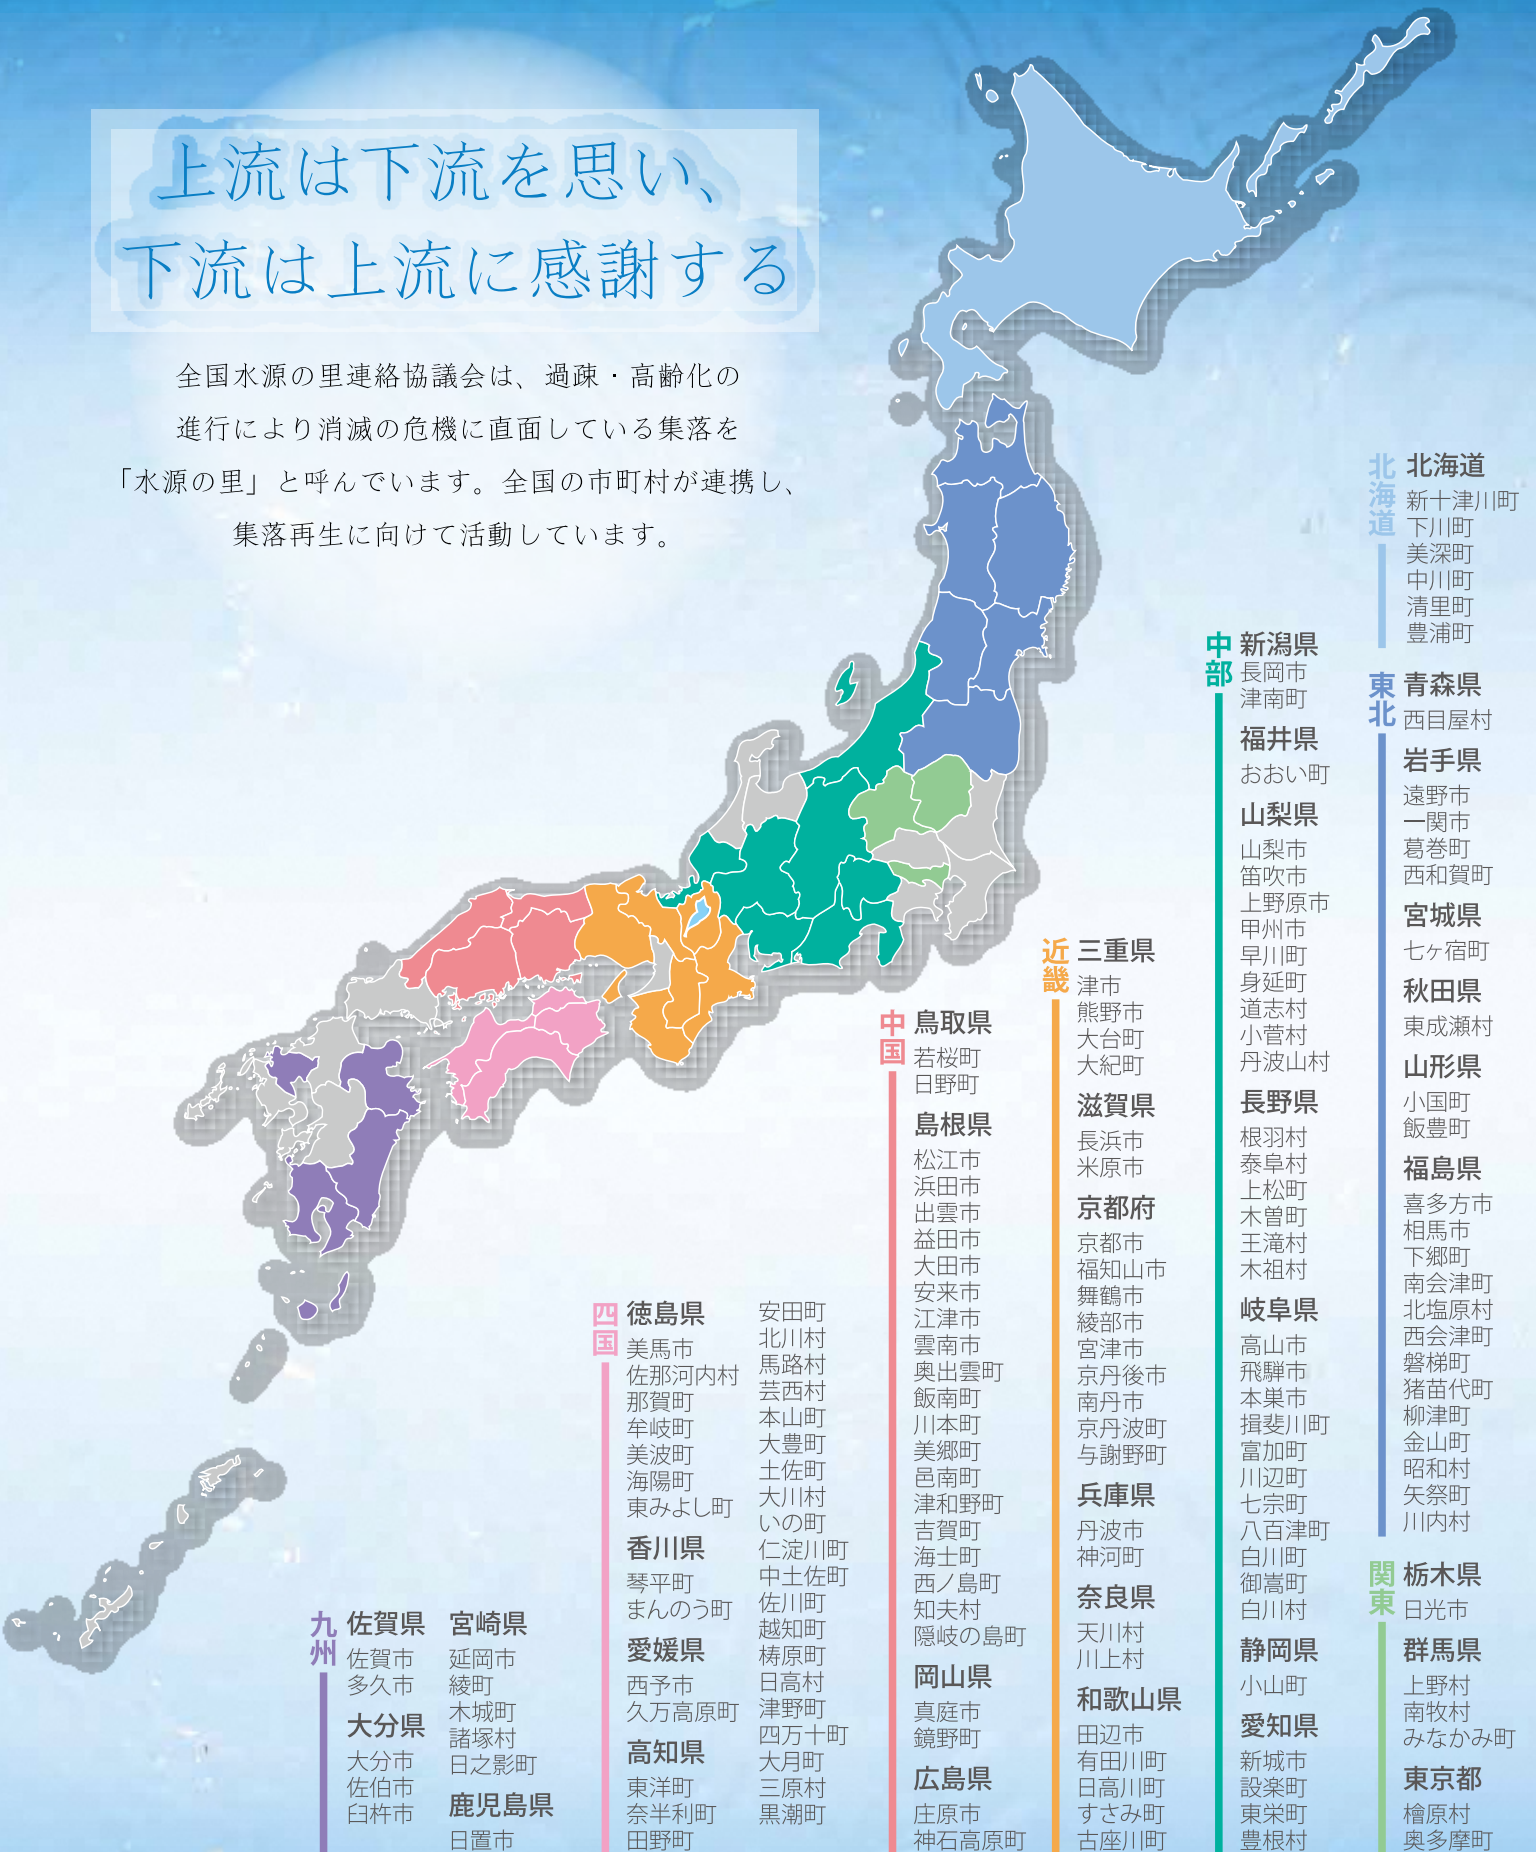 上流は下流を思い、
下流は上流に感謝する
全国水源の里連絡協議会は、過疎・高齢化の
進行により消滅の危機に直面している集落を
「水源の里」と呼んでいます。全国の市町村が連携し、
集落再生に向けて活動しています。
北海道
北海道
新十津川町
下川町
美深町
中川町
清里町
豊浦町
東北
青森県
西目屋村
岩手県
遠野市
一関市
葛巻町
西和賀町
宮城県
七ヶ宿町
秋田県
東成瀬村
山形県
小国町
飯豊町
福島県
喜多方市
相馬市
下郷町
南会津町
北塩原村
西会津町
磐梯町
猪苗代町
柳津町
金山町
昭和村
矢祭町
川内村
関東
栃木県
日光市
群馬県
上野村
南牧村
みなかみ町
東京都
檜原村
奥多摩町
中部
新潟県
長岡市
津南町
福井県
おおい町
山梨県
山梨市
笛吹市
上野原市
甲州市
早川町
身延町
道志村
小菅村
丹波山村
長野県
根羽村
泰阜村
上松町
木曽町
王滝村
木祖村
岐阜県
高山市
飛騨市
本巣市
揖斐川町
富加町
川辺町
七宗町
八百津町
白川町
御嵩町
白川村
静岡県
小山町
愛知県
新城市
設楽町
東栄町
豊根村
近畿
三重県
津市
熊野市
大台町
大紀町
滋賀県
長浜市
米原市
京都府
京都市
福知山市
舞鶴市
綾部市
宮津市
京丹後市
南丹市
京丹波町
与謝野町
兵庫県
丹波市
神河町
奈良県
天川村
川上村
和歌山県
田辺市
有田川町
日高川町
すさみ町
古座川町
中国
鳥取県
若桜町
日野町
島根県
松江市
浜田市
出雲市
益田市
大田市
安来市
江津市
雲南市
奥出雲町
飯南町
川本町
美郷町
邑南町
津和野町
吉賀町
海士町
西ノ島町
知夫村
隠岐の島町
岡山県
真庭市
鏡野町
広島県
庄原市
神石高原町
四国
徳島県
美馬市
佐那河内村
那賀町
牟岐町
美波町
海陽町
東みよし町
香川県
琴平町
まんのう町
愛媛県
西予市
久万高原町
高知県
東洋町
奈半利町
田野町
安田町
北川村
馬路村
芸西村
本山町
大豊町
土佐町
大川村
いの町
仁淀川町
中土佐町
佐川町
越知町
梼原町
日高村
津野町
四万十町
大月町
三原村
黒潮町
九州
佐賀県
佐賀市
多久市
大分県
大分市
佐伯市
臼杵市
宮崎県
延岡市
綾町
木城町
諸塚村
日之影町
鹿児島県
日置市